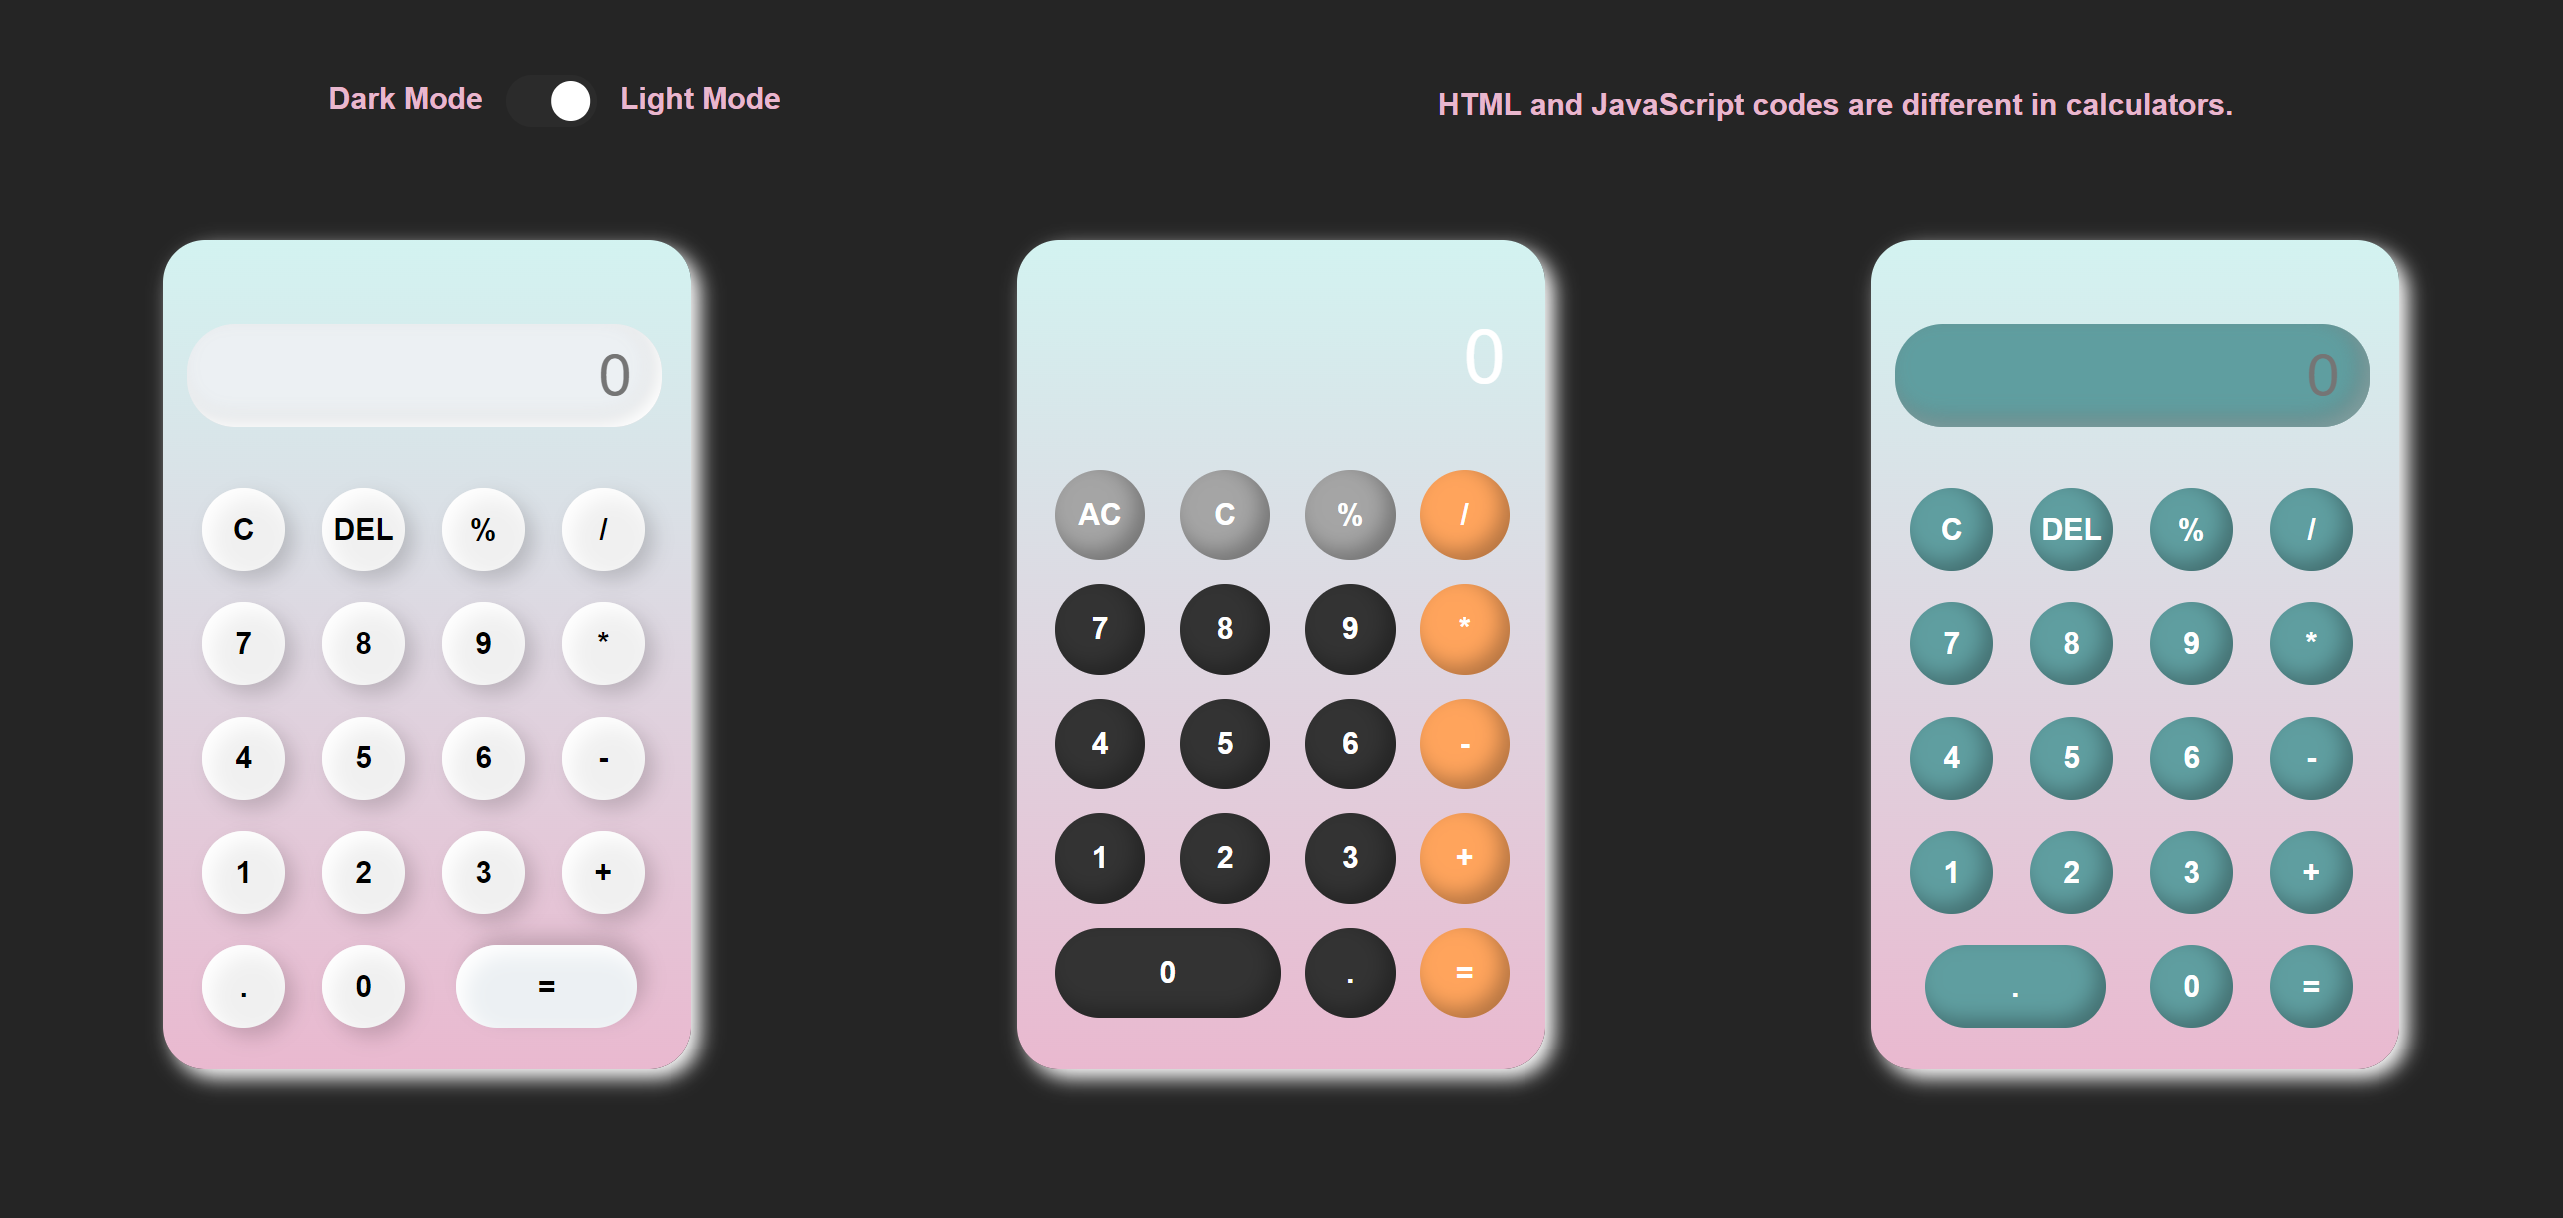 Dark Mode Light Mode
HTML and JavaScript codes are different in calculators.
0
C DEL % /
7 8 9 *
4 5 6 -
1 2 3 +
. 0 =
0
AC C % /
7 8 9 *
4 5 6 -
1 2 3 +
0 . =
0
C DEL % /
7 8 9 *
4 5 6 -
1 2 3 +
. 0 =